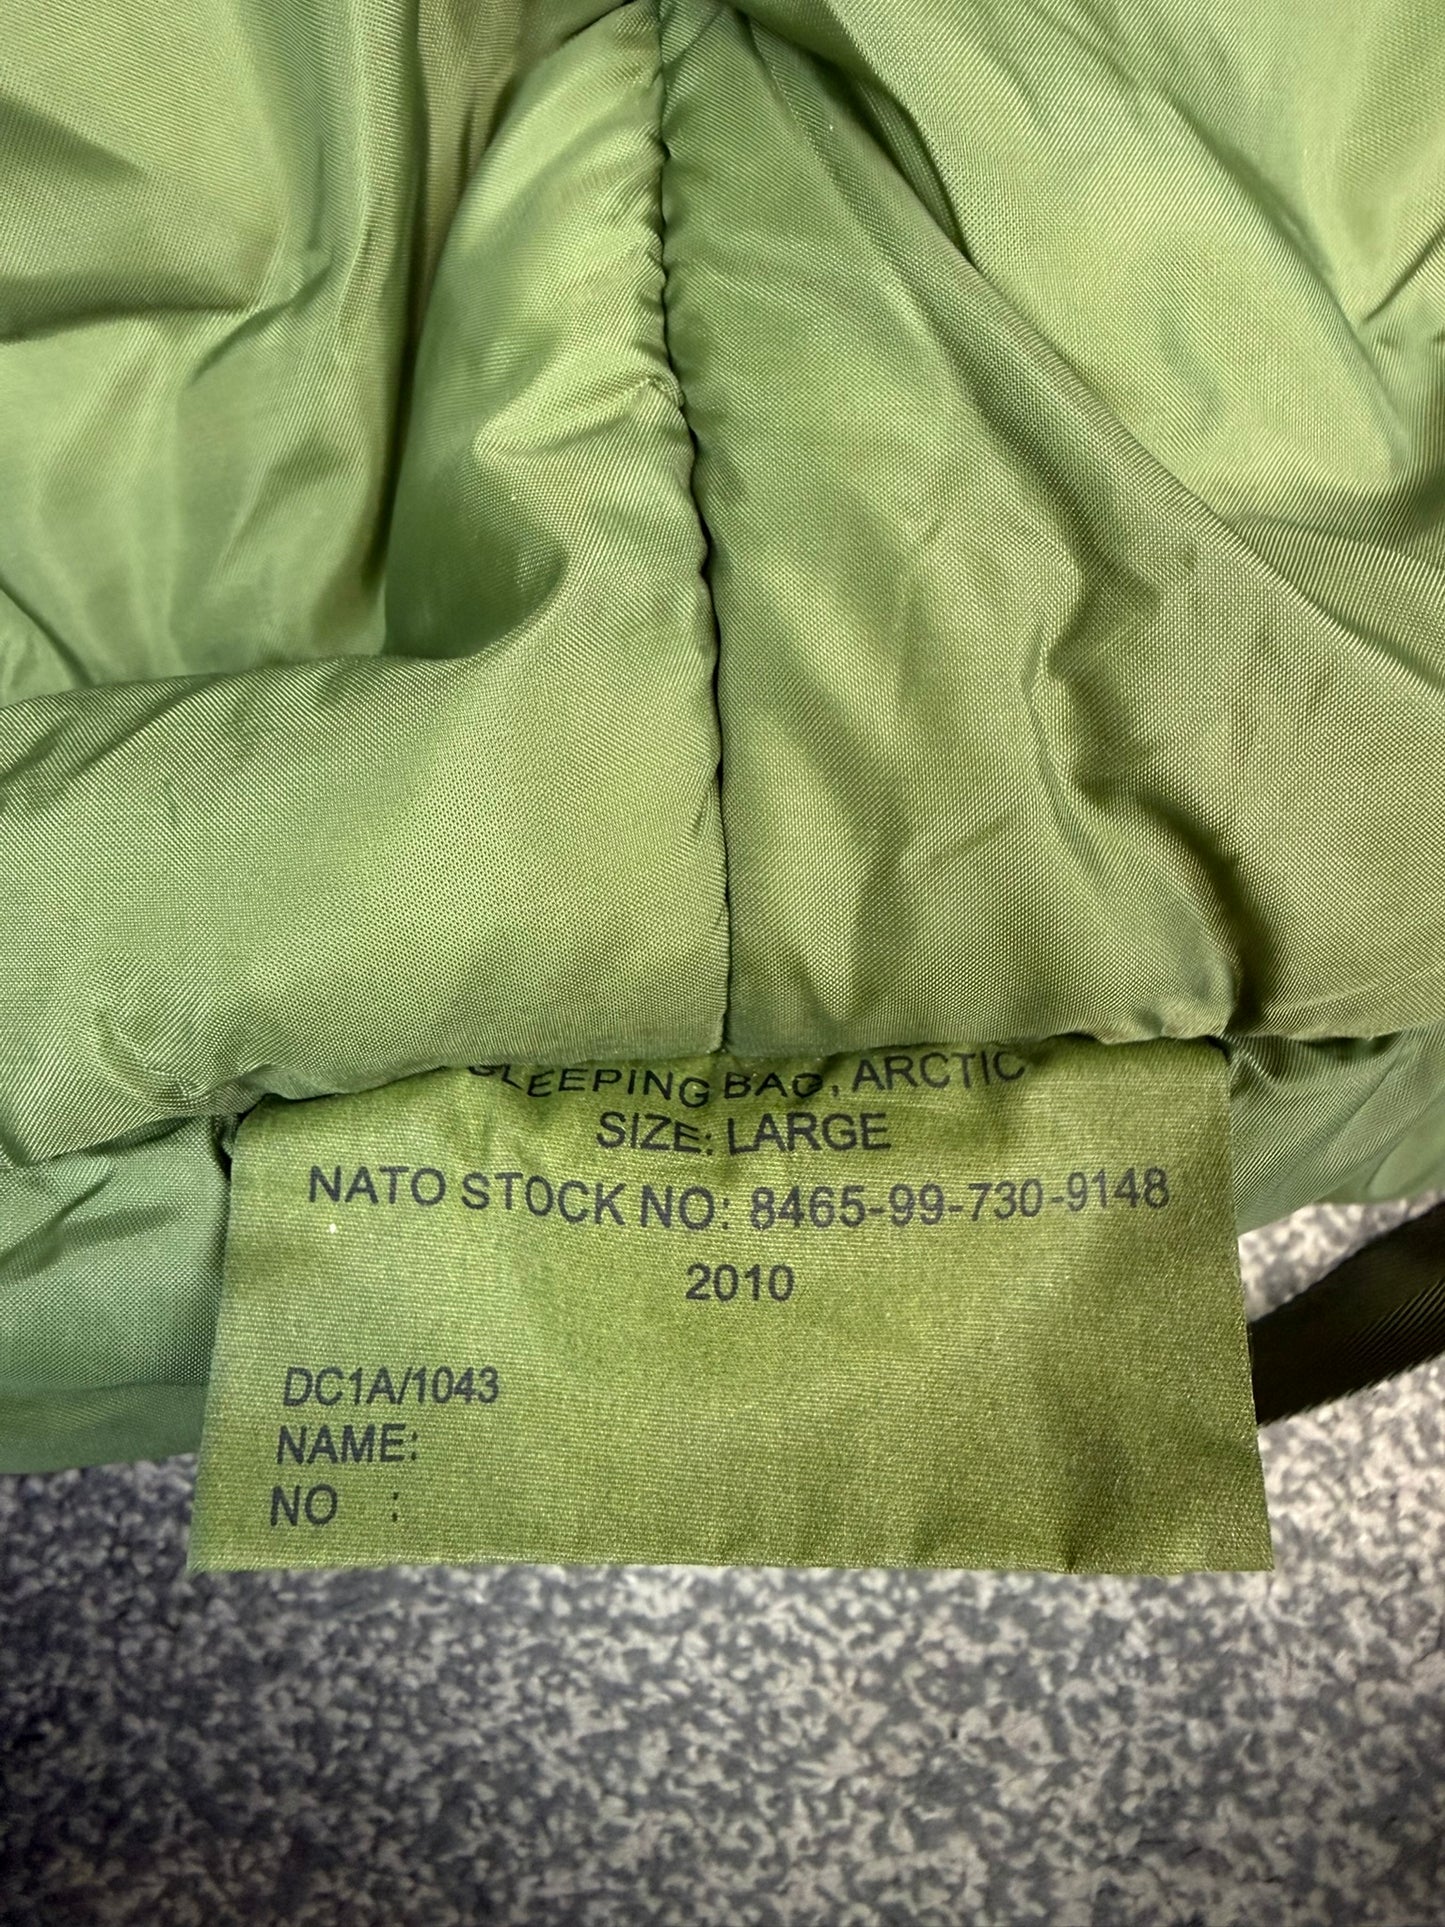 SLEEPING BAG, ARCTIC
SIZE: LARGE
NATO STOCK NO: 8465-99-730-9148
2010
DC1A/1043
NAME:
NO :